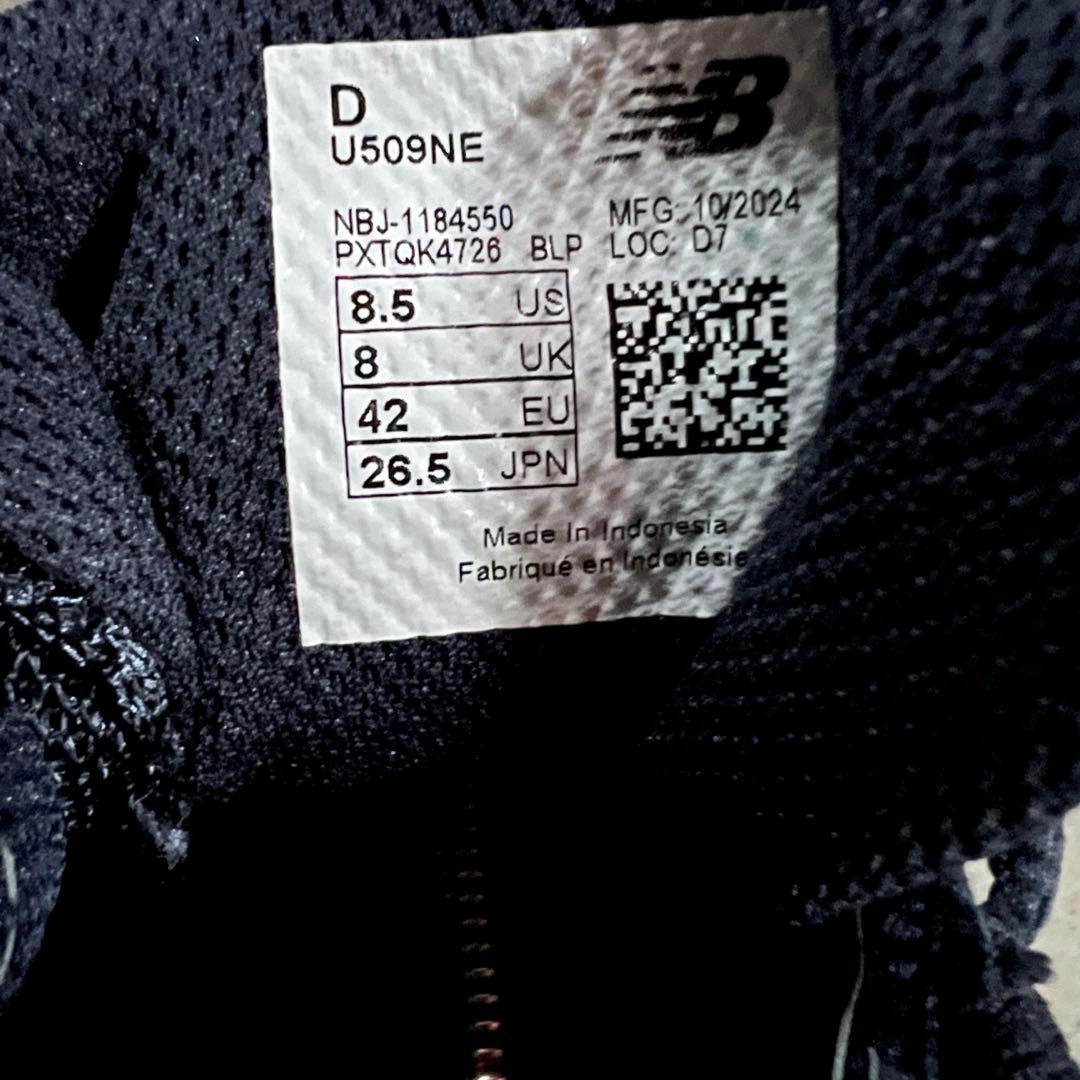 D
U509NE
NB
NBJ-1184550
PXTQK4726 BLP
MFG: 10/2024
LOC: D7
8.5 US
8 UK
42 EU
26.5 JPN
Made In Indonesia
Fabriqué en Indonésie